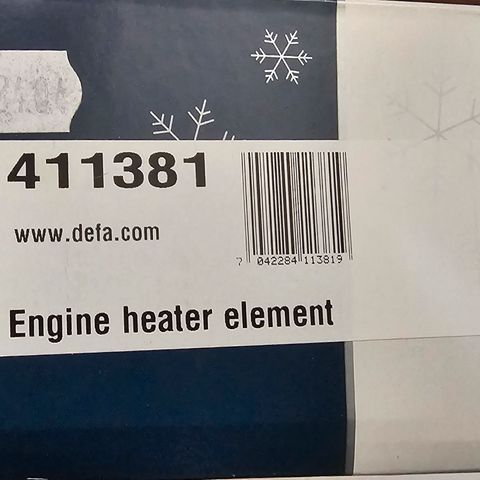 411381
www.defa.com
7 042284 113819
Engine heater element